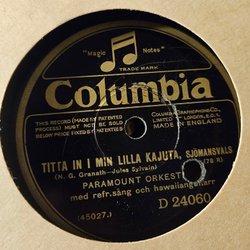 "Magic Notes"
TRADE MARK
Columbia
THIS RECORD (MADE BY PATENTED
PROCESS) MUST NOT BE SOLD
BELOW PRICE FIXED BY PATENTEES
COLUMBIA GRAPHOPHONE CO.
LIMITED - LONDON, E.C.1
MADE IN ENGLAND
TITTA IN I MIN LILLA KAJUTA, SJÖMANSVALS
(N. G. Granath—Jules Sylvain) (78 R)
PARAMOUNT ORKESTER
med refr.sång och hawaiiangitarr
(45027)
D 24060